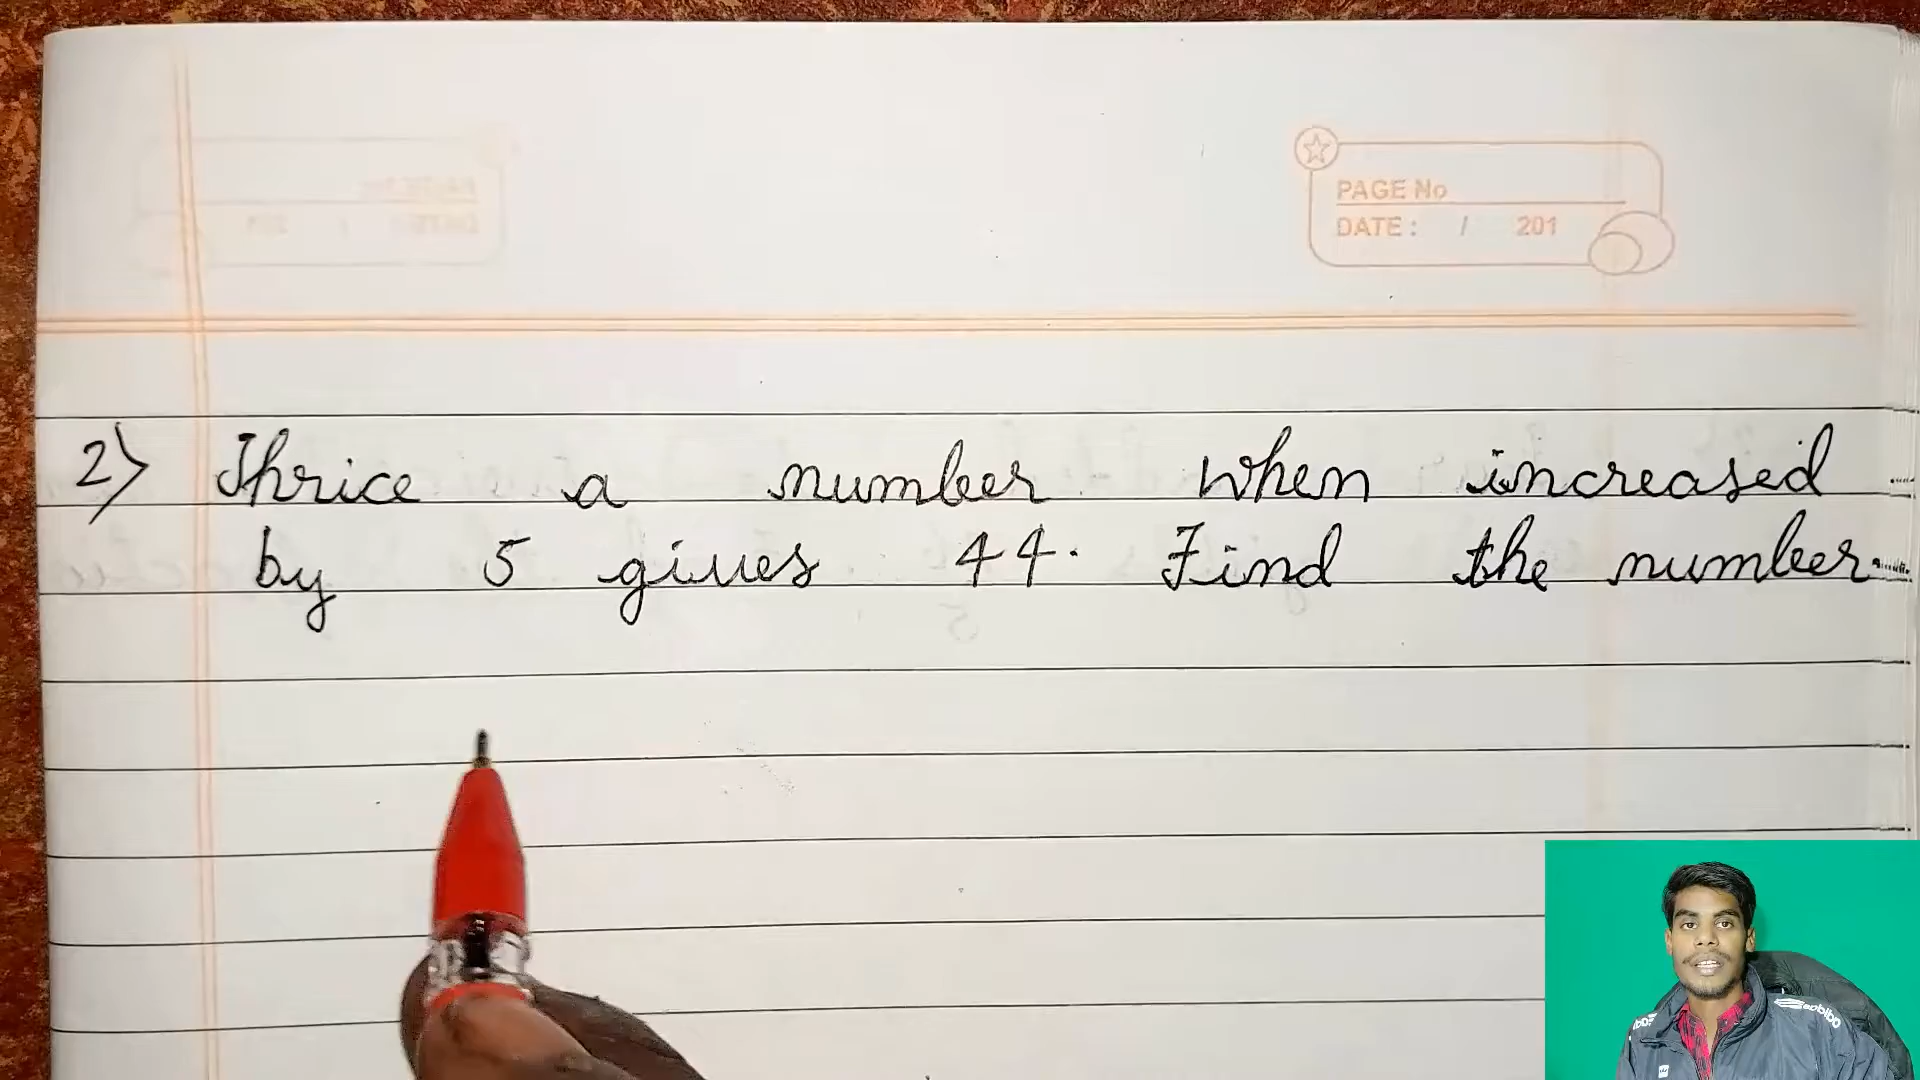 PAGE No
DATE : / 201
2) Thrice a number when increased
by 5 gives 44. Find the number.